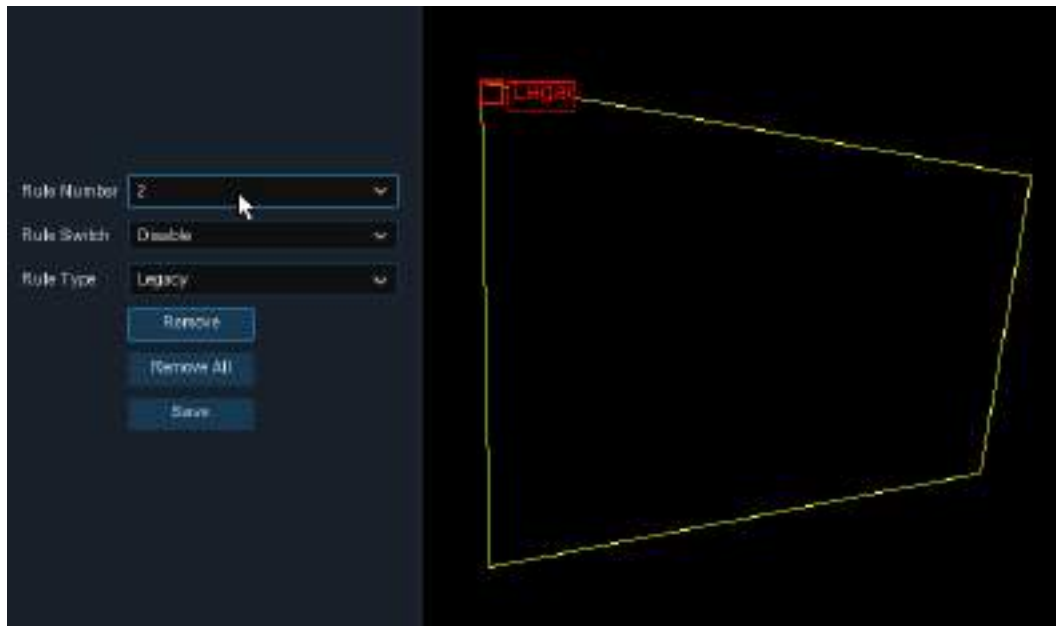 Rule Number 2
Rule Switch Disable
Rule Type Legacy
Remove
Remove All
Save